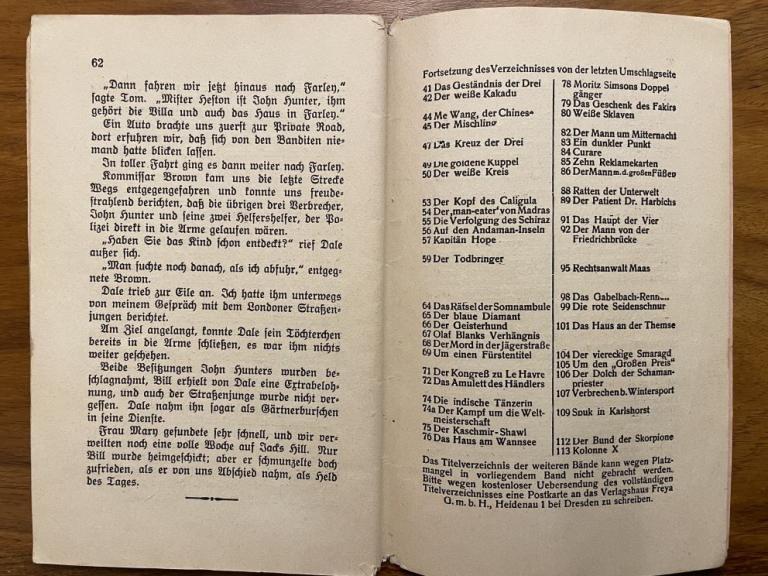 62
„Dann fahren wir jetzt hinaus nach Farley,“
sagte Tom. „Mister Heston ist John Hunter, ihm
gehört die Villa und auch das Haus in Farley.“
Ein Auto brachte uns zuerst zur Private Road,
dort erfuhren wir, daß sich von den Banditen nie-
mand hatte blicken lassen.
In toller Fahrt ging es dann weiter nach Farley.
Kommissar Brown kam uns die letzte Strecke
Wegs entgegengefahren und konnte uns freude-
strahlend berichten, daß die übrigen drei Verbrecher,
John Hunter und seine zwei Helfershelfer, der Po-
lizei direkt in die Arme gelaufen wären.
„Haben Sie das Kind schon entdeckt?“ rief Dale
außer sich.
„Man suchte noch danach, als ich abfuhr,“ entgeg-
nete Brown.
Dale trieb zur Eile an. Ich hatte ihm unterwegs
von meinem Gespräch mit dem Londoner Straßen-
jungen berichtet.
Am Ziel angelangt, konnte Dale sein Töchterchen
bereits in die Arme schließen, es war ihm nichts
weiter geschehen.
Beide Besitzungen John Hunters wurden be-
schlagnahmt, Bill erhielt von Dale eine Extrabeloh-
nung, und auch der Straßenjunge wurde nicht ver-
gessen. Dale nahm ihn sogar als Gärtnerburschen
in seine Dienste.
Frau Mary gesundete sehr schnell, und wir ver-
weilten noch eine volle Woche auf Jacks Hill. Nur
Bill wurde heimgeschickt; aber er schmunzelte doch
zufrieden, als er von uns Abschied nahm, als Held
des Tages.
Fortsetzung des Verzeichnisses von der letzten Umschlagseite
41 Das Geständnis der Drei
42 Der weiße Kakadu
44 Me Wang, der Chinese
45 Der Mischling
47 Das Kreuz der Drei
49 Die goldene Kuppel
50 Der weiße Kreis
53 Der Kopf des Caligula
54 Der „man-eater“ von Madras
55 Die Verfolgung des Schiraz
56 Auf den Andaman-Inseln
57 Kapitän Hope
59 Der Todbringer
64 Das Rätsel der Somnambule
65 Der blaue Diamant
66 Der Geisterhund
67 Olaf Blanks Verhängnis
68 Der Mord in der Jägerstraße
69 Um einen Fürstentitel
71 Der Kongreß zu Le Havre
72 Das Amulett des Händlers
74 Die indische Tänzerin
74a Der Kampf um die Welt-
meisterschaft
75 Der Kaschmir-Shawl
76 Das Haus am Wannsee
78 Moritz Simsons Doppel
gänger
79 Das Geschenk des Fakirs
80 Weiße Sklaven
82 Der Mann um Mitternacht
83 Ein dunkler Punkt
84 Curare
85 Zehn Reklamekarten
86 Der Mann m. d. großen Füßen
88 Ratten der Unterwelt
89 Der Patient Dr. Harbichs
91 Das Haupt der Vier
92 Der Mann von der
Friedrichbrücke
95 Rechtsanwalt Maas
98 Das Gabelbach-Renn
99 Die rote Seidenschnur
101 Das Haus an der Themse
104 Der viereckige Smaragd
105 Um den „Großen Preis“
106 Der Dolch der Schaman-
priester
107 Verbrechen b. Wintersport
109 Spuk in Karlshorst
112 Der Bund der Skorpione
113 Kolonne X
Das Titelverzeichnis der weiteren Bände kann wegen Platz-
mangel in vorliegendem Band nicht gebracht werden.
Bitte wegen kostenloser Uebersendung des vollständigen
Titelverzeichnisses eine Postkarte an das Verlagshaus Freya
G. m. b. H., Heidenau 1 bei Dresden zu schreiben.